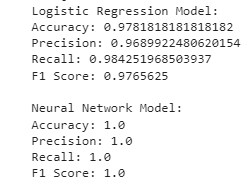 Logistic Regression Model:
Accuracy: 0.9781818181818182
Precision: 0.9689922480620154
Recall: 0.984251968503937
F1 Score: 0.9765625
Neural Network Model:
Accuracy: 1.0
Precision: 1.0
Recall: 1.0
F1 Score: 1.0